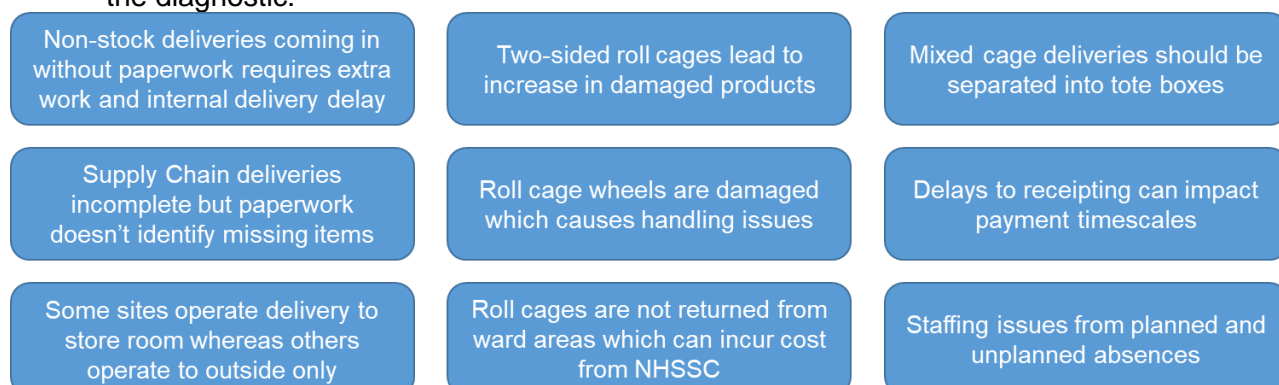 the diagnostic.
Non-stock deliveries coming in
without paperwork requires extra
work and internal delivery delay
Two-sided roll cages lead to
increase in damaged products
Mixed cage deliveries should be
separated into tote boxes
Supply Chain deliveries
incomplete but paperwork
doesn't identify missing items
Roll cage wheels are damaged
which causes handling issues
Delays to receipting can impact
payment timescales
Some sites operate delivery to
store room whereas others
operate to outside only
Roll cages are not returned from
ward areas which can incur cost
from NHSSC
Staffing issues from planned and
unplanned absences